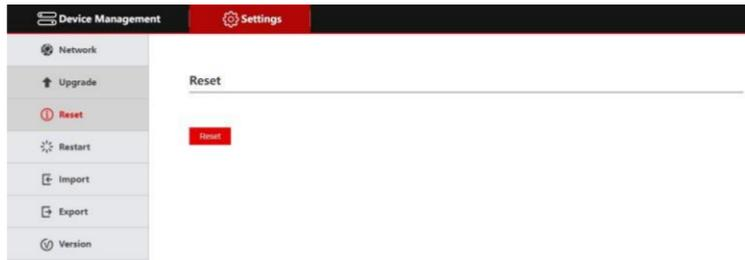 Device Management
Settings
Network
Upgrade
Reset
Restart
Import
Export
Version
Reset
Reset